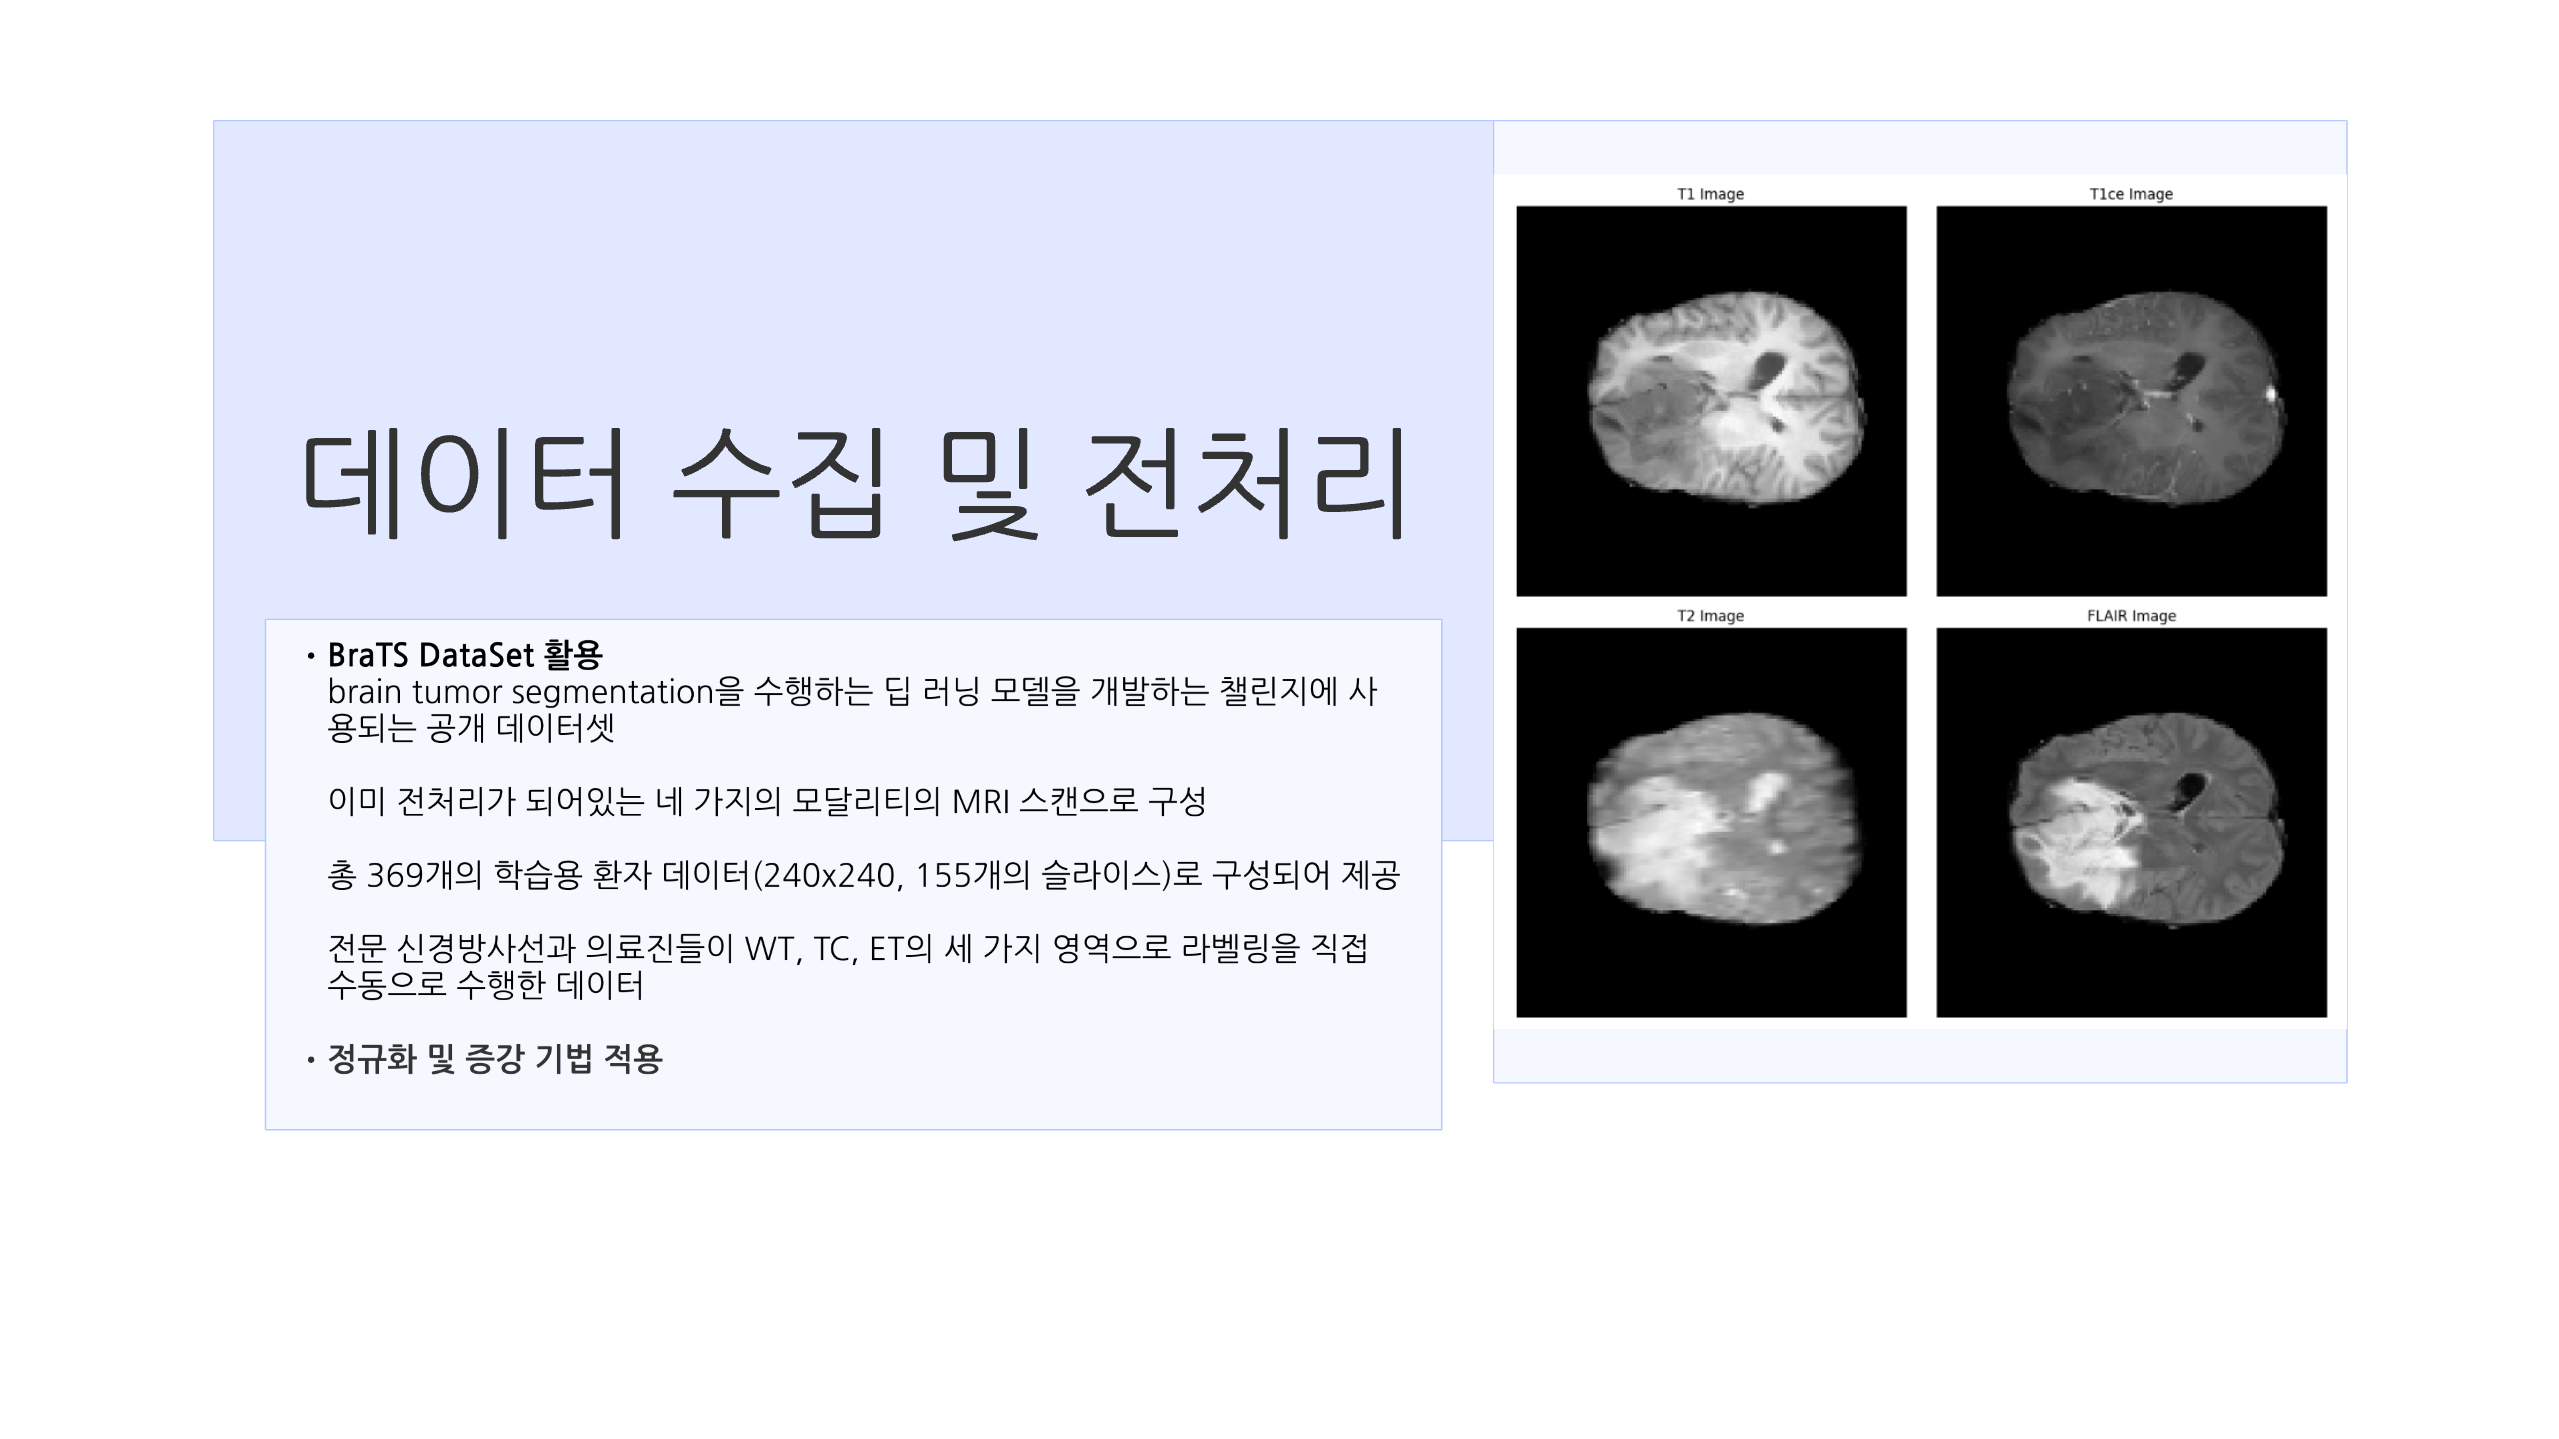 데이터 수집 및 전처리
• BraTS DataSet 활용
brain tumor segmentation을 수행하는 딥 러닝 모델을 개발하는 챌린지에 사
용되는 공개 데이터셋
이미 전처리가 되어있는 네 가지의 모달리티의 MRI 스캔으로 구성
총 369개의 학습용 환자 데이터(240x240, 155개의 슬라이스)로 구성되어 제공
전문 신경방사선과 의료진들이 WT, TC, ET의 세 가지 영역으로 라벨링을 직접
수동으로 수행한 데이터
• 정규화 및 증강 기법 적용
T1 Image
T1ce Image
T2 Image
FLAIR Image